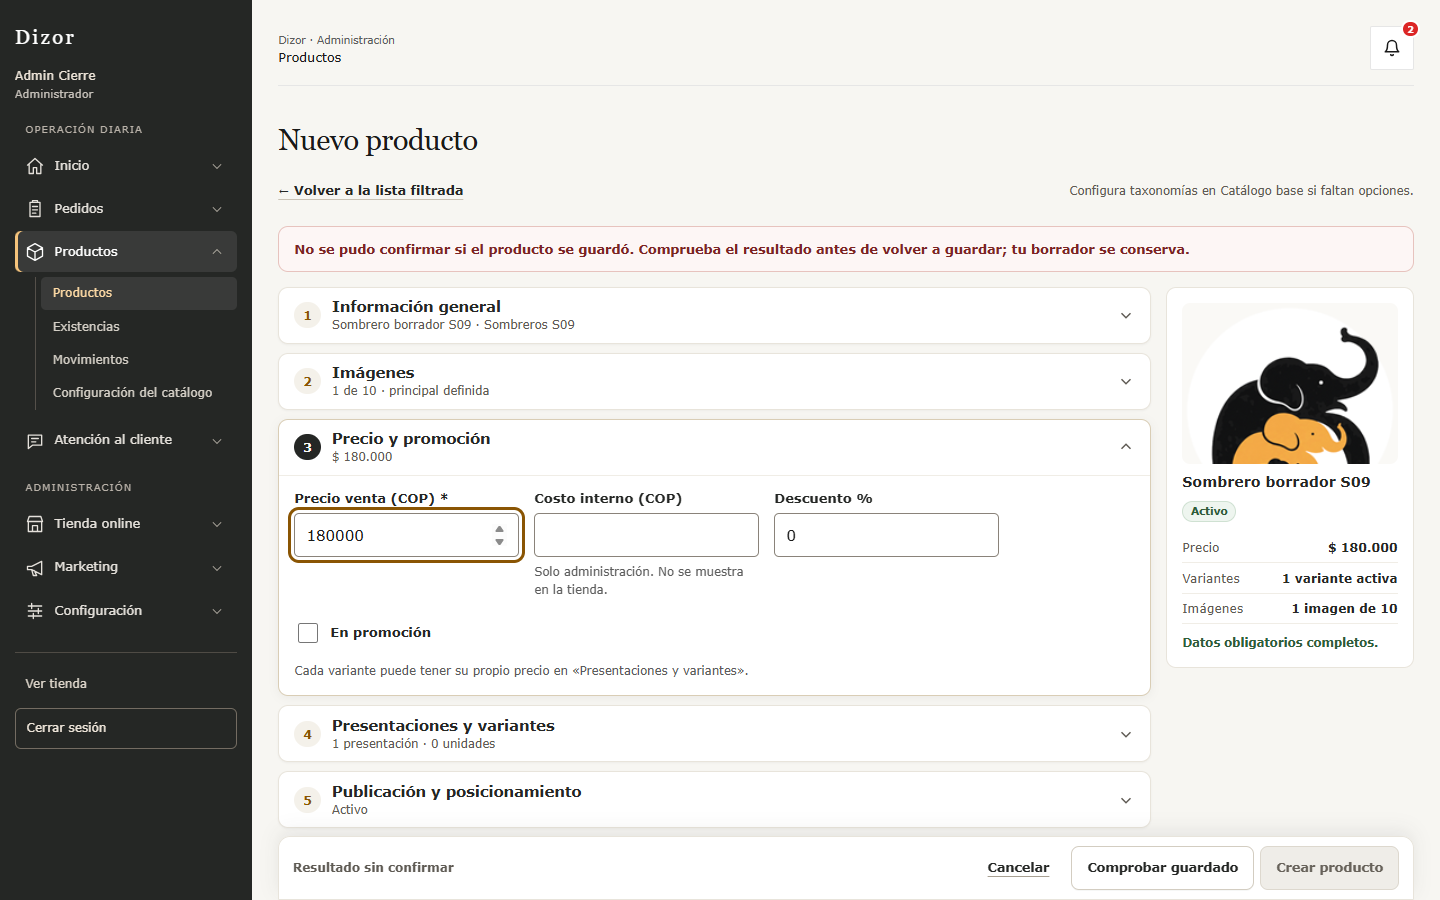 Dizor
Admin Cierre
Administrador
OPERACIÓN DIARIA
Inicio
Pedidos
Productos
Productos
Existencias
Movimientos
Configuración del catálogo
Atención al cliente
ADMINISTRACIÓN
Tienda online
Marketing
Configuración
Ver tienda
Cerrar sesión
Dizor · Administración
Productos
2
Nuevo producto
← Volver a la lista filtrada
Configura taxonomías en Catálogo base si faltan opciones.
No se pudo confirmar si el producto se guardó. Comprueba el resultado antes de volver a guardar; tu borrador se conserva.
1
Información general
Sombrero borrador S09 · Sombreros S09
2
Imágenes
1 de 10 · principal definida
3
Precio y promoción
$ 180.000
Precio venta (COP) *
180000
Costo interno (COP)
Solo administración. No se muestra
en la tienda.
Descuento %
0
En promoción
Cada variante puede tener su propio precio en «Presentaciones y variantes».
4
Presentaciones y variantes
1 presentación · 0 unidades
5
Publicación y posicionamiento
Activo
Sombrero borrador S09
Activo
Precio $ 180.000
Variantes 1 variante activa
Imágenes 1 imagen de 10
Datos obligatorios completos.
Resultado sin confirmar
Cancelar
Comprobar guardado
Crear producto